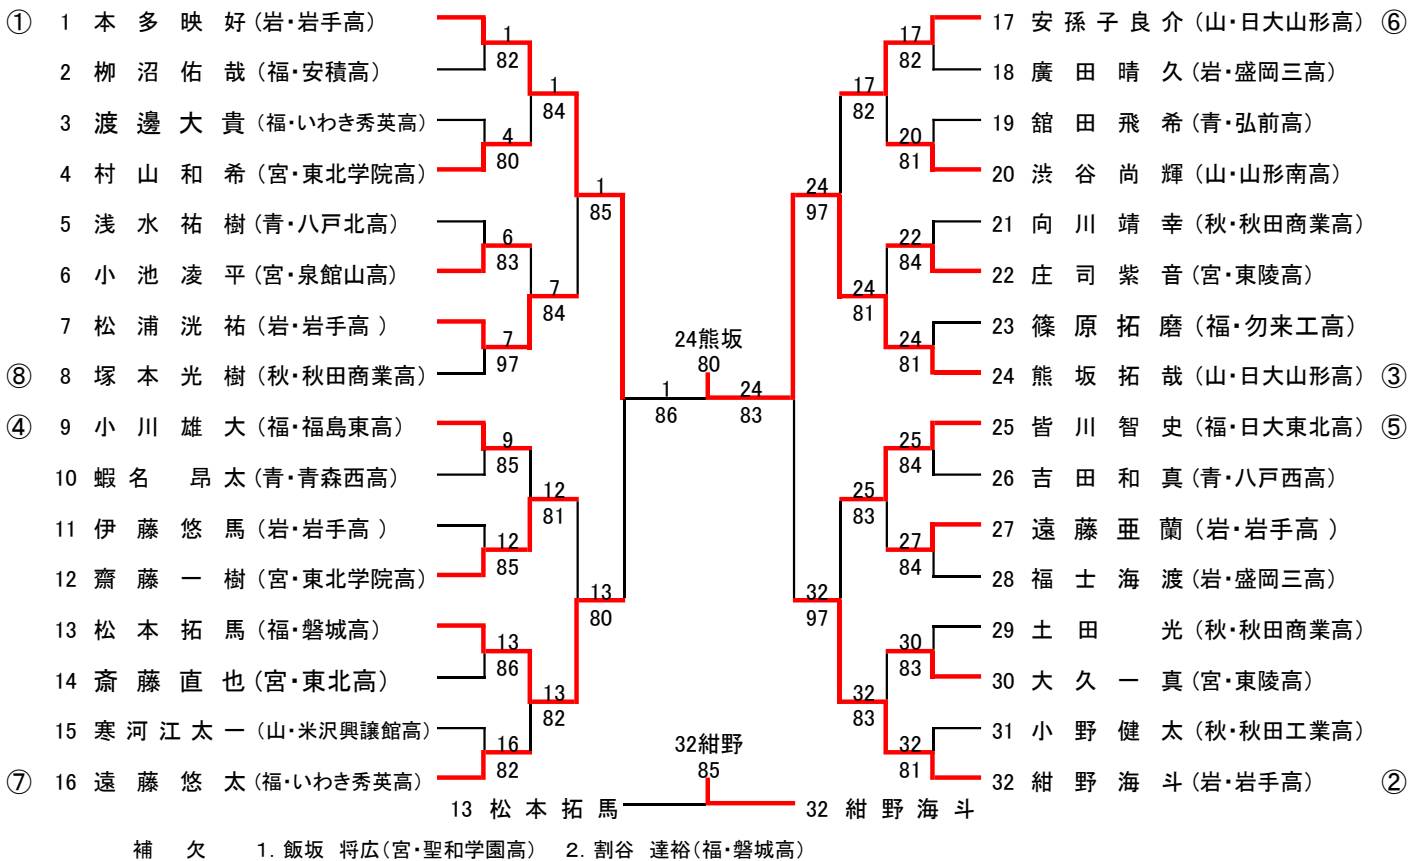 ① 1 本多映好 (岩・岩手高)
2 栁沼佑哉 (福・安積高)
3 渡邊大貴 (福・いわき秀英高)
4 村山和希 (宮・東北学院高)
5 浅水祐樹 (青・八戸北高)
6 小池凌平 (宮・泉館山高)
7 松浦洸祐 (岩・岩手高 )
⑧ 8 塚本光樹 (秋・秋田商業高)
④ 9 小川雄大 (福・福島東高)
10 蝦名 昂太 (青・青森西高)
11 伊藤悠馬 (岩・岩手高 )
12 齋藤一樹 (宮・東北学院高)
13 松本拓馬 (福・磐城高)
14 斎藤直也 (宮・東北高)
15 寒河江太一 (山・米沢興譲館高)
⑦ 16 遠藤悠太 (福・いわき秀英高)
1
82
4
80
6
83
7
97
9
85
12
85
13
86
16
82
1
84
7
84
12
81
13
82
1
85
13
80
1
86
24熊坂
80
24
83
32紺野
85
13 松本拓馬
32 紺野海斗
24
97
32
97
17
82
24
81
25
83
32
83
17
82
20
81
22
84
24
81
25
84
27
84
30
83
32
81
17 安孫子良介 (山・日大山形高) ⑥
18 廣田晴久 (岩・盛岡三高)
19 舘田飛希 (青・弘前高)
20 渋谷尚輝 (山・山形南高)
21 向川靖幸 (秋・秋田商業高)
22 庄司紫音 (宮・東陵高)
23 篠原拓磨 (福・勿来工高)
24 熊坂拓哉 (山・日大山形高) ③
25 皆川智史 (福・日大東北高) ⑤
26 吉田和真 (青・八戸西高)
27 遠藤亜蘭 (岩・岩手高 )
28 福士海渡 (岩・盛岡三高)
29 土田 光 (秋・秋田商業高)
30 大久一真 (宮・東陵高)
31 小野健太 (秋・秋田工業高)
32 紺野海斗 (岩・岩手高) ②
補 欠 1. 飯坂 将広(宮・聖和学園高) 2. 割谷 達裕(福・磐城高)